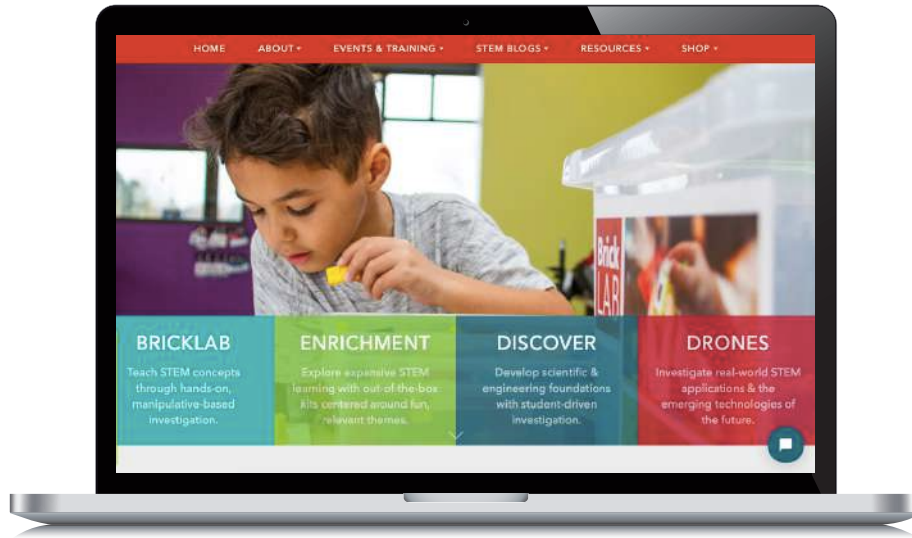 HOME ABOUT EVENTS & TRAINING STEM BLOGS RESOURCES SHOP
Brick
LAB
BRICKLAB
Teach STEM concepts
through hands-on,
manipulative-based
investigation.
ENRICHMENT
Explore expansive STEM
learning with out-of-the-box
kits centered around fun,
relevant themes.
DISCOVER
Develop scientific &
engineering foundations
with student-driven
investigation.
DRONES
Investigate real-world STEM
applications & the
emerging technologies of
the future.